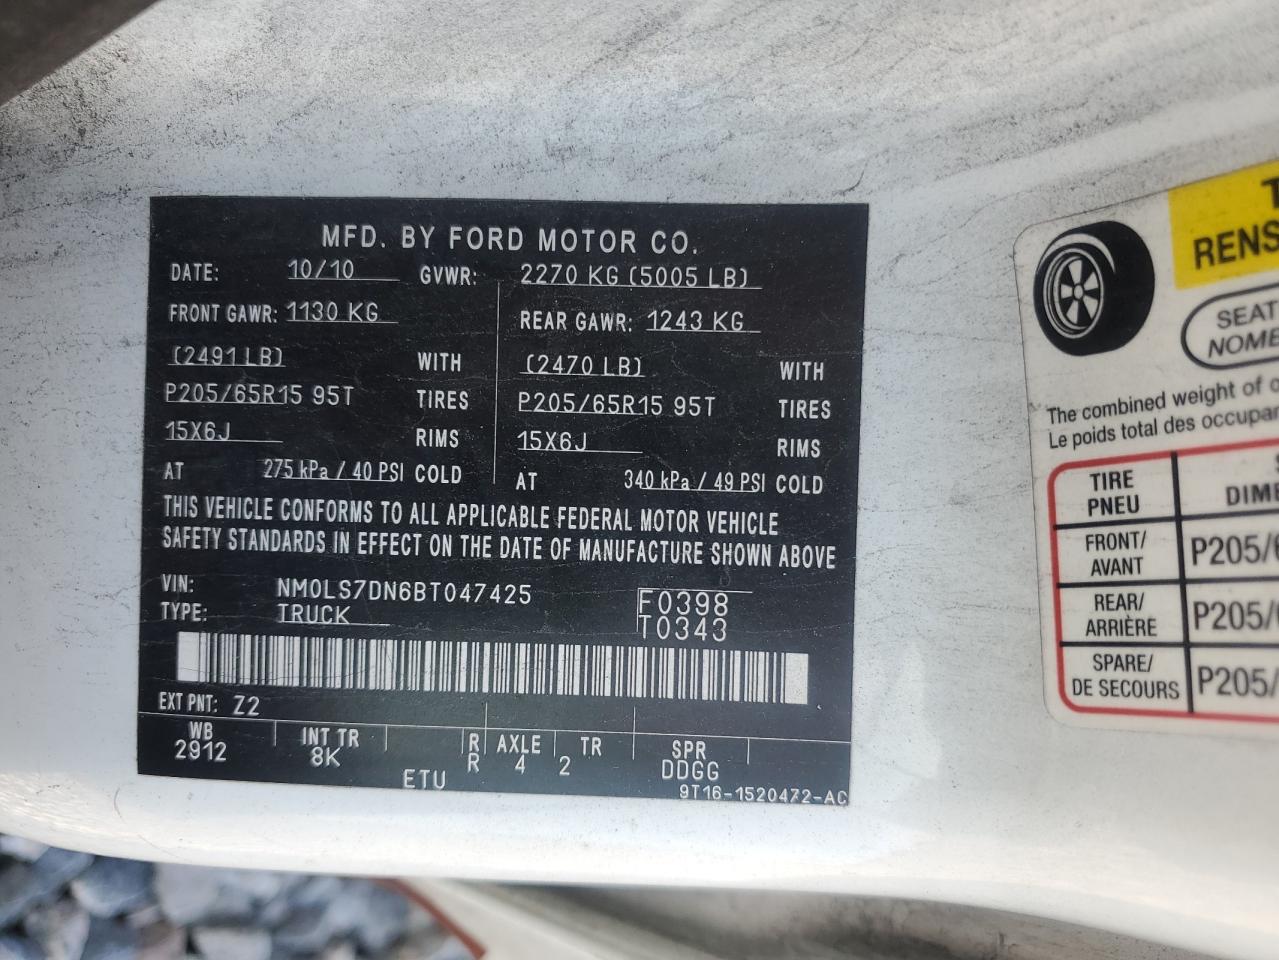 MFD. BY FORD MOTOR CO.
DATE: 10/10 GVWR: 2270 KG (5005 LB)
FRONT GAWR: 1130 KG REAR GAWR: 1243 KG
(2491 LB) WITH (2470 LB) WITH
P205/65R15 95T TIRES P205/65R15 95T TIRES
15X6J RIMS 15X6J RIMS
AT 275 kPa / 40 PSI COLD AT 340 kPa / 49 PSI COLD
THIS VEHICLE CONFORMS TO ALL APPLICABLE FEDERAL MOTOR VEHICLE
SAFETY STANDARDS IN EFFECT ON THE DATE OF MANUFACTURE SHOWN ABOVE
VIN: NM0LS7DN6BT047425 F0398
TYPE: TRUCK T0343
EXT PNT: Z2
WB INT TR R AXLE TR SPR
2912 8K R 4 2 DDGG
ETU
9T16-1520472-AC
T
RENS
SEAT
NOME
The combined weight of
Le poids total des
TIRE
PNEU DIM
FRONT/
AVANT P205/
REAR/
ARRIÈRE P205/
SPARE/
DE SECOURS P205/